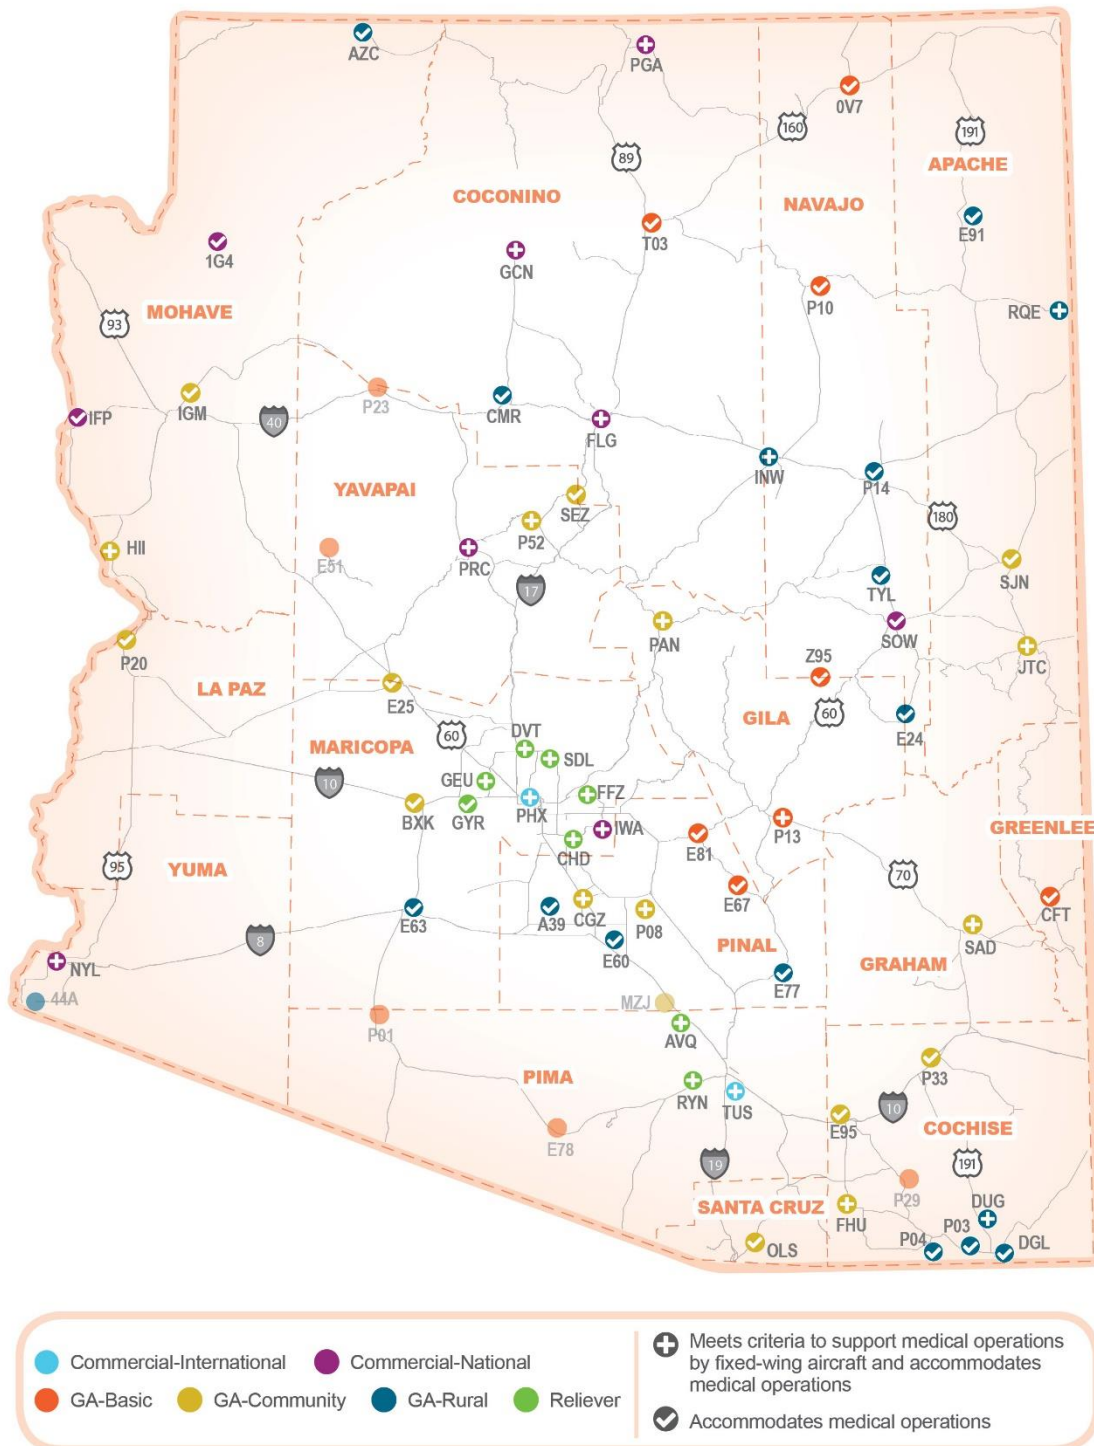 AZC
PGA
0V7
160
191
89
APACHE
COCONINO
NAVAJO
E91
T03
1G4
GCN
MOHAVE
P10
RQE
93
P23
IGM
CMR
IFP
40
FLG
INW
P14
YAVAPAI
SEZ
180
P52
HII
E51
PRC
SJN
17
TYL
PAN
SOW
P20
Z95
JTC
LA PAZ
E25
GILA
60
E24
DVT
60
MARICOPA
SDL
GEU
10
FFZ
BXK
GYR
PHX
IWA
P13
GREENLEE
CHD
E81
95
YUMA
70
E67
CFT
E63
A39
CGZ
P08
8
PINAL
SAD
E60
GRAHAM
NYL
E77
44A
MZJ
P01
AVQ
P33
PIMA
RYN
TUS
10
E95
COCHISE
E78
19
191
P29
SANTA CRUZ
FHU
DUG
P03
P04
DGL
OLS
Commercial-International
Commercial-National
GA-Basic
GA-Community
GA-Rural
Reliever
Meets criteria to support medical operations
by fixed-wing aircraft and accommodates
medical operations
Accommodates medical operations